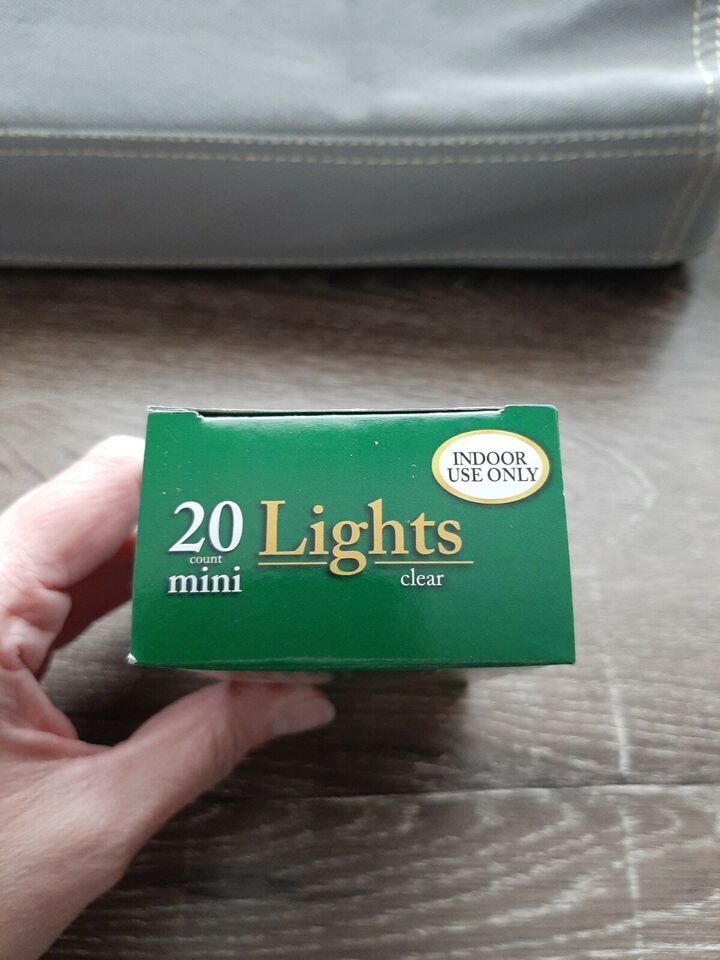 INDOOR
USE ONLY
20 Lights
count
mini clear